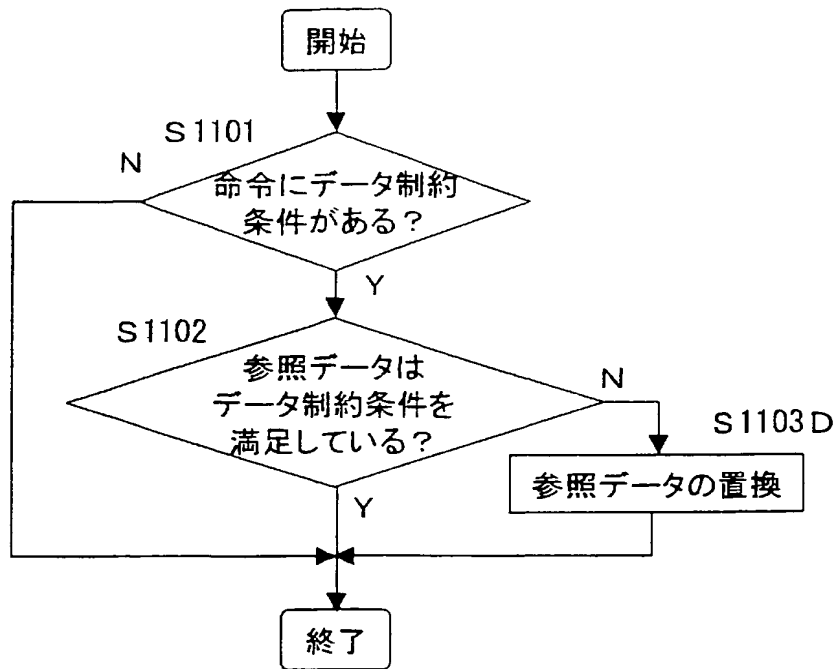 開始
S1101
N
命令にデータ制約
条件がある?
Y
S1102
参照データは
データ制約条件を
満足している?
N
S1103D
参照データの置換
Y
終了